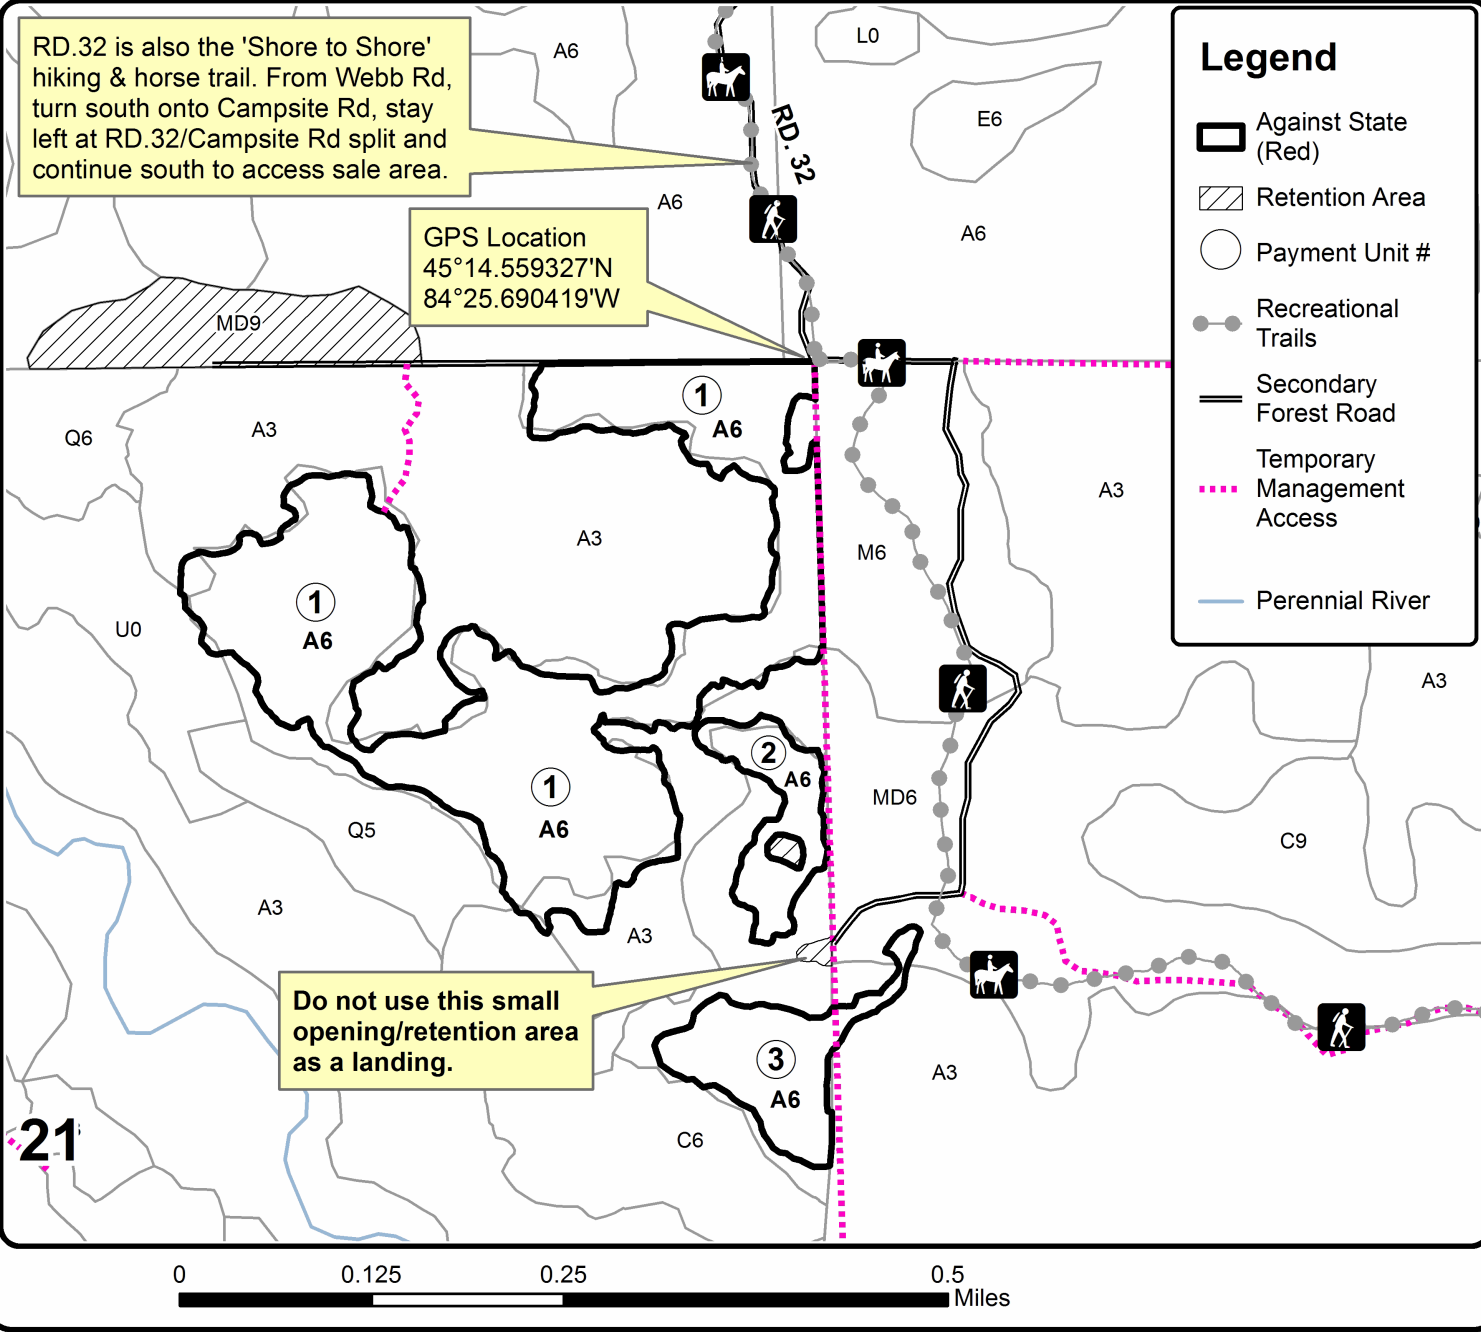 RD.32 is also the 'Shore to Shore'
hiking & horse trail. From Webb Rd,
turn south onto Campsite Rd, stay
left at RD.32/Campsite Rd split and
continue south to access sale area.
A6
L0
E6
RD. 32
A6
A6
GPS Location
45°14.559327'N
84°25.690419'W
MD9
Legend
Against State
(Red)
Retention Area
Payment Unit #
Recreational
Trails
Secondary
Forest Road
Temporary
Management
Access
Perennial River
Q6
A3
1
A6
A3
A3
M6
1
A6
U0
A3
2
A6
1
A6
MD6
Q5
C9
A3
A3
Do not use this small
opening/retention area
as a landing.
3
A6
A3
C6
21
0
0.125
0.25
0.5
Miles